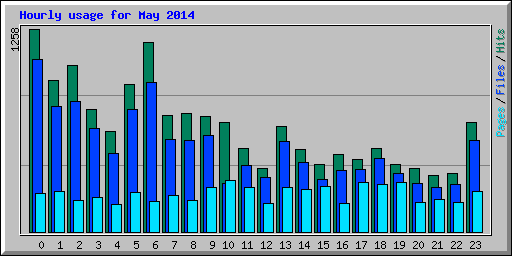 Hourly usage for May 2014
1258
Pages/Files/Hits
0 1 2 3 4 5 6 7 8 9 10 11 12 13 14 15 16 17 18 19 20 21 22 23